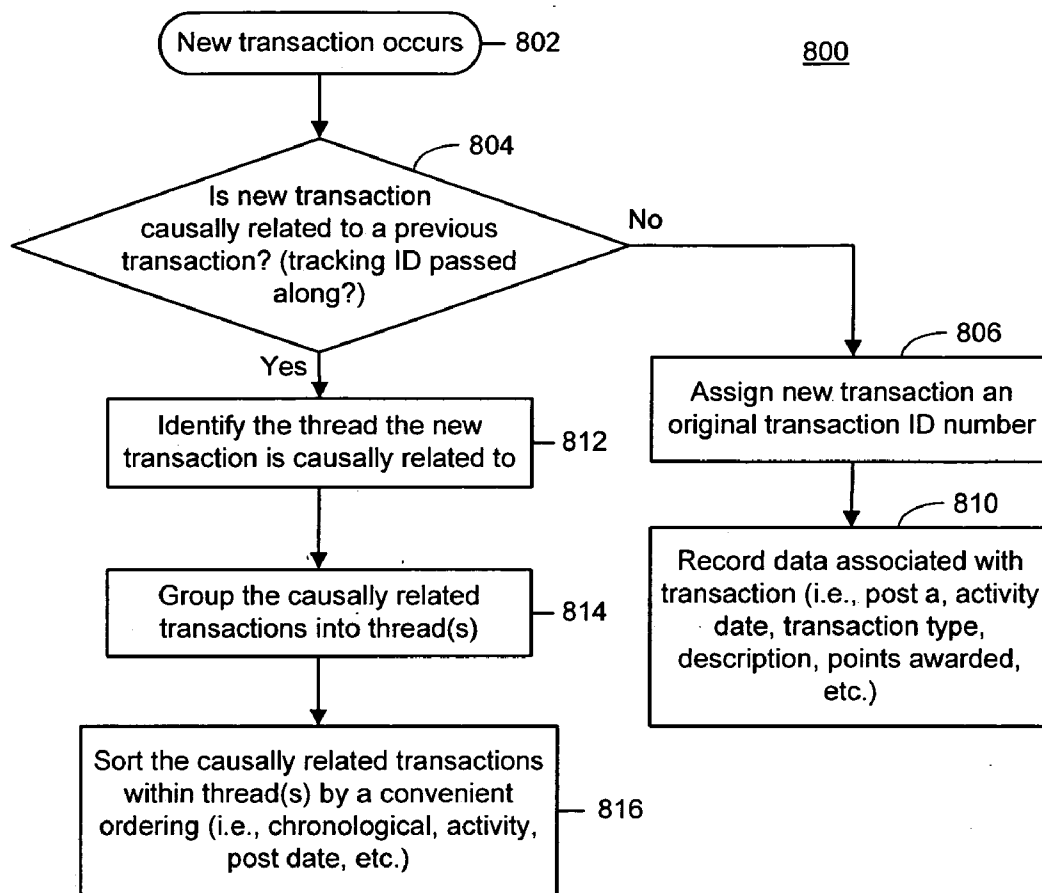 New transaction occurs
802
800
804
Is new transaction
causally related to a previous
transaction? (tracking ID passed
along?)
No
Yes
806
Assign new transaction an
original transaction ID number
Identify the thread the new
transaction is causally related to
812
810
Record data associated with
transaction (i.e., post a, activity
date, transaction type,
description, points awarded,
etc.)
Group the causally related
transactions into thread(s)
814
Sort the causally related transactions
within thread(s) by a convenient
ordering (i.e., chronological, activity,
post date, etc.)
816